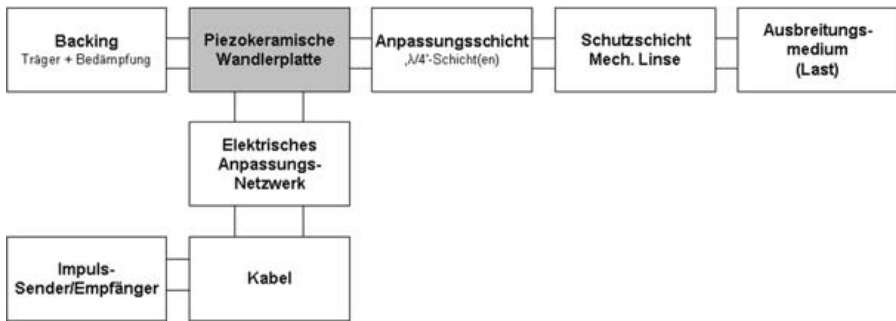 Backing
Träger + Bedämpfung
Piezokeramische
Wandlerplatte
Anpassungsschicht
‚λ/4'-Schicht(en)
Schutzschicht
Mech. Linse
Ausbreitungs-
medium
(Last)
Elektrisches
Anpassungs-
Netzwerk
Impuls-
Sender/Empfänger
Kabel